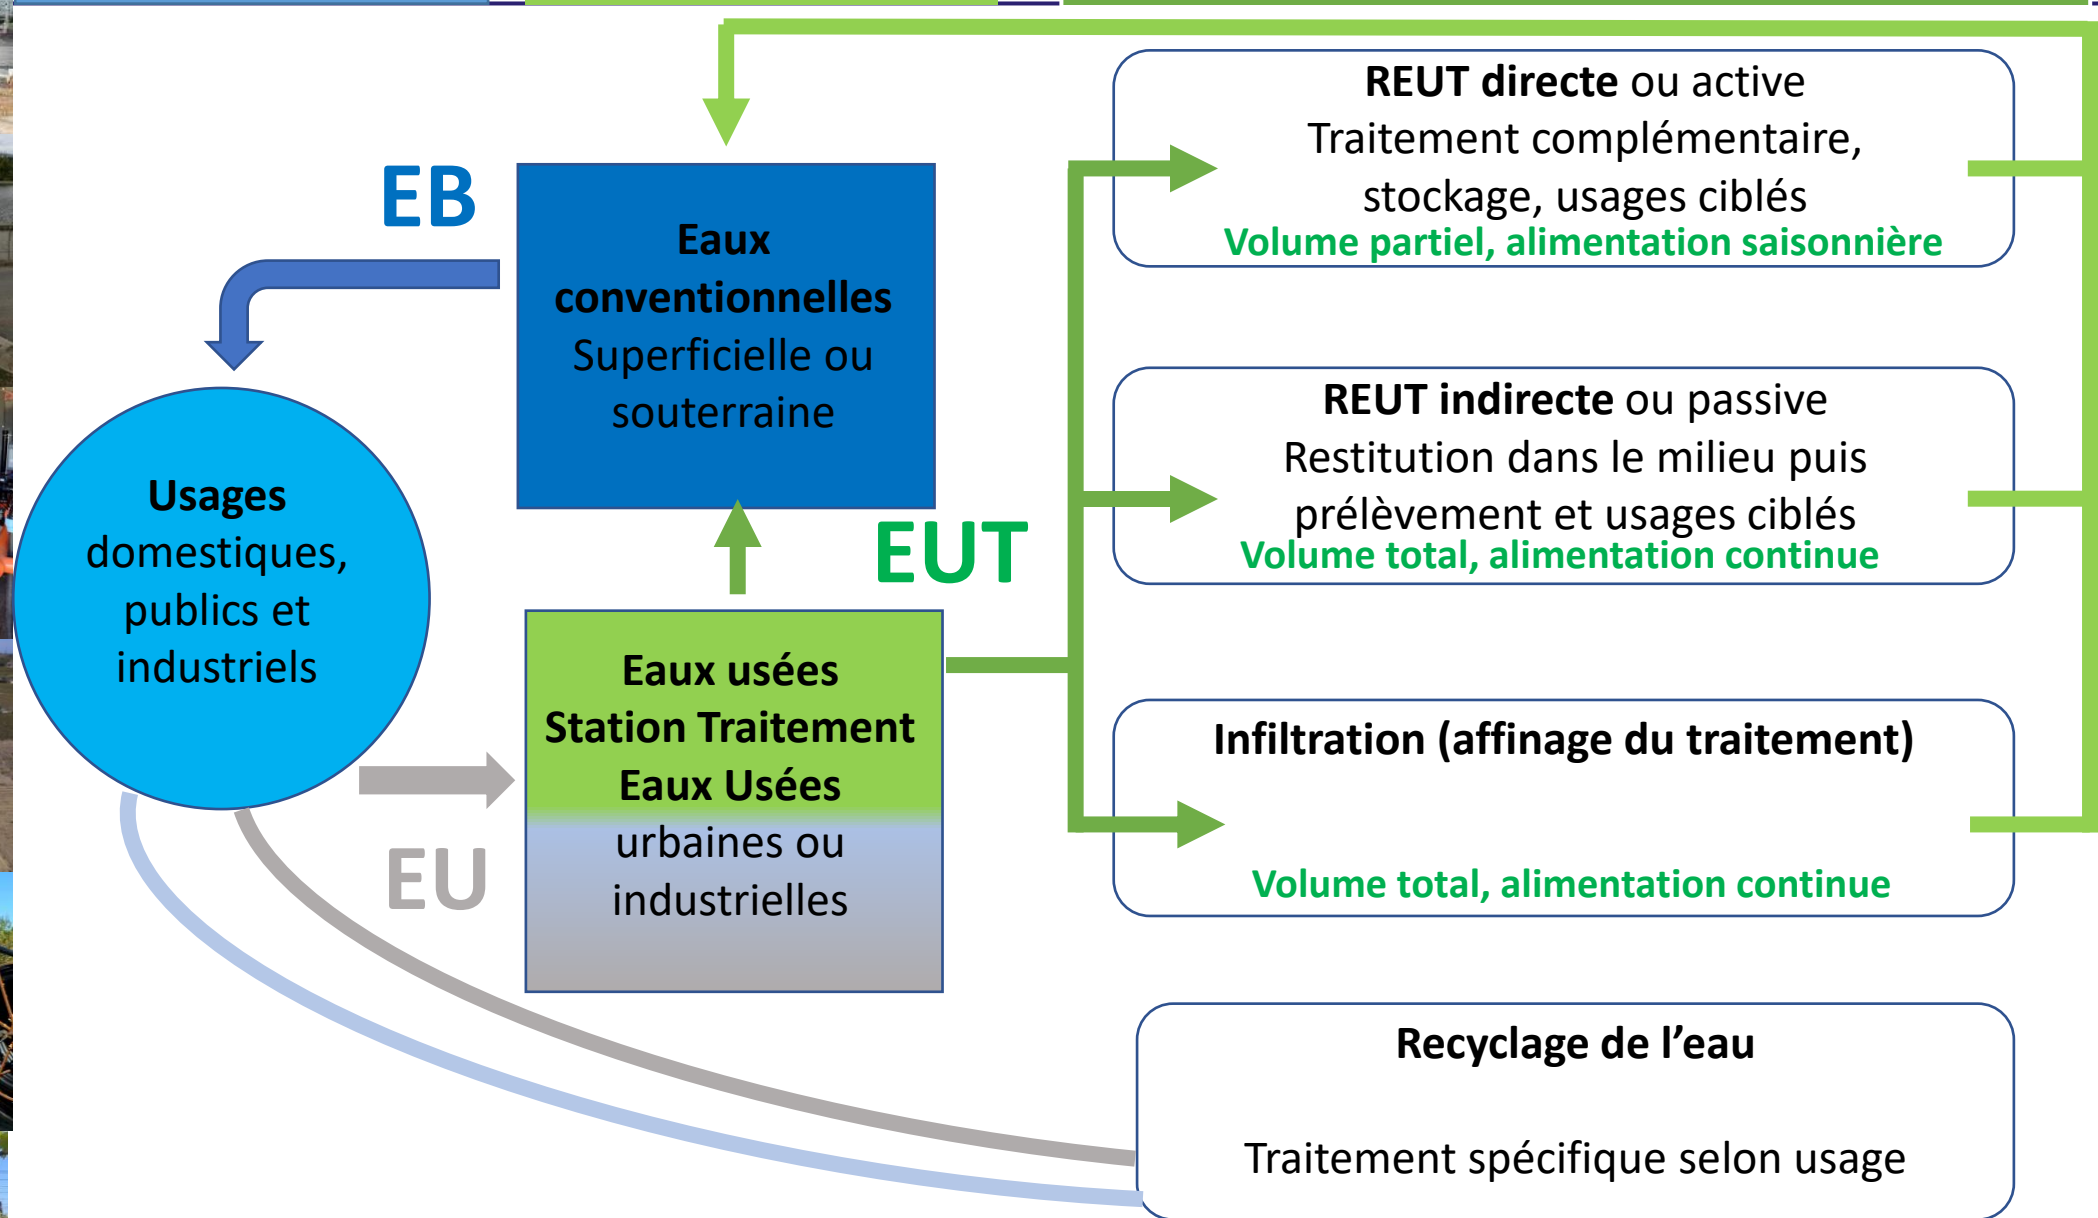 EB
Eaux
conventionnelles
Superficielle ou
souterraine
Usages
domestiques,
publics et
industriels
EU
Eaux usées
Station Traitement
Eaux Usées
urbaines ou
industrielles
EUT
REUT directe ou active
Traitement complémentaire,
stockage, usages ciblés
Volume partiel, alimentation saisonnière
REUT indirecte ou passive
Restitution dans le milieu puis
prélèvement et usages ciblés
Volume total, alimentation continue
Infiltration (affinage du traitement)
Volume total, alimentation continue
Recyclage de l’eau
Traitement spécifique selon usage